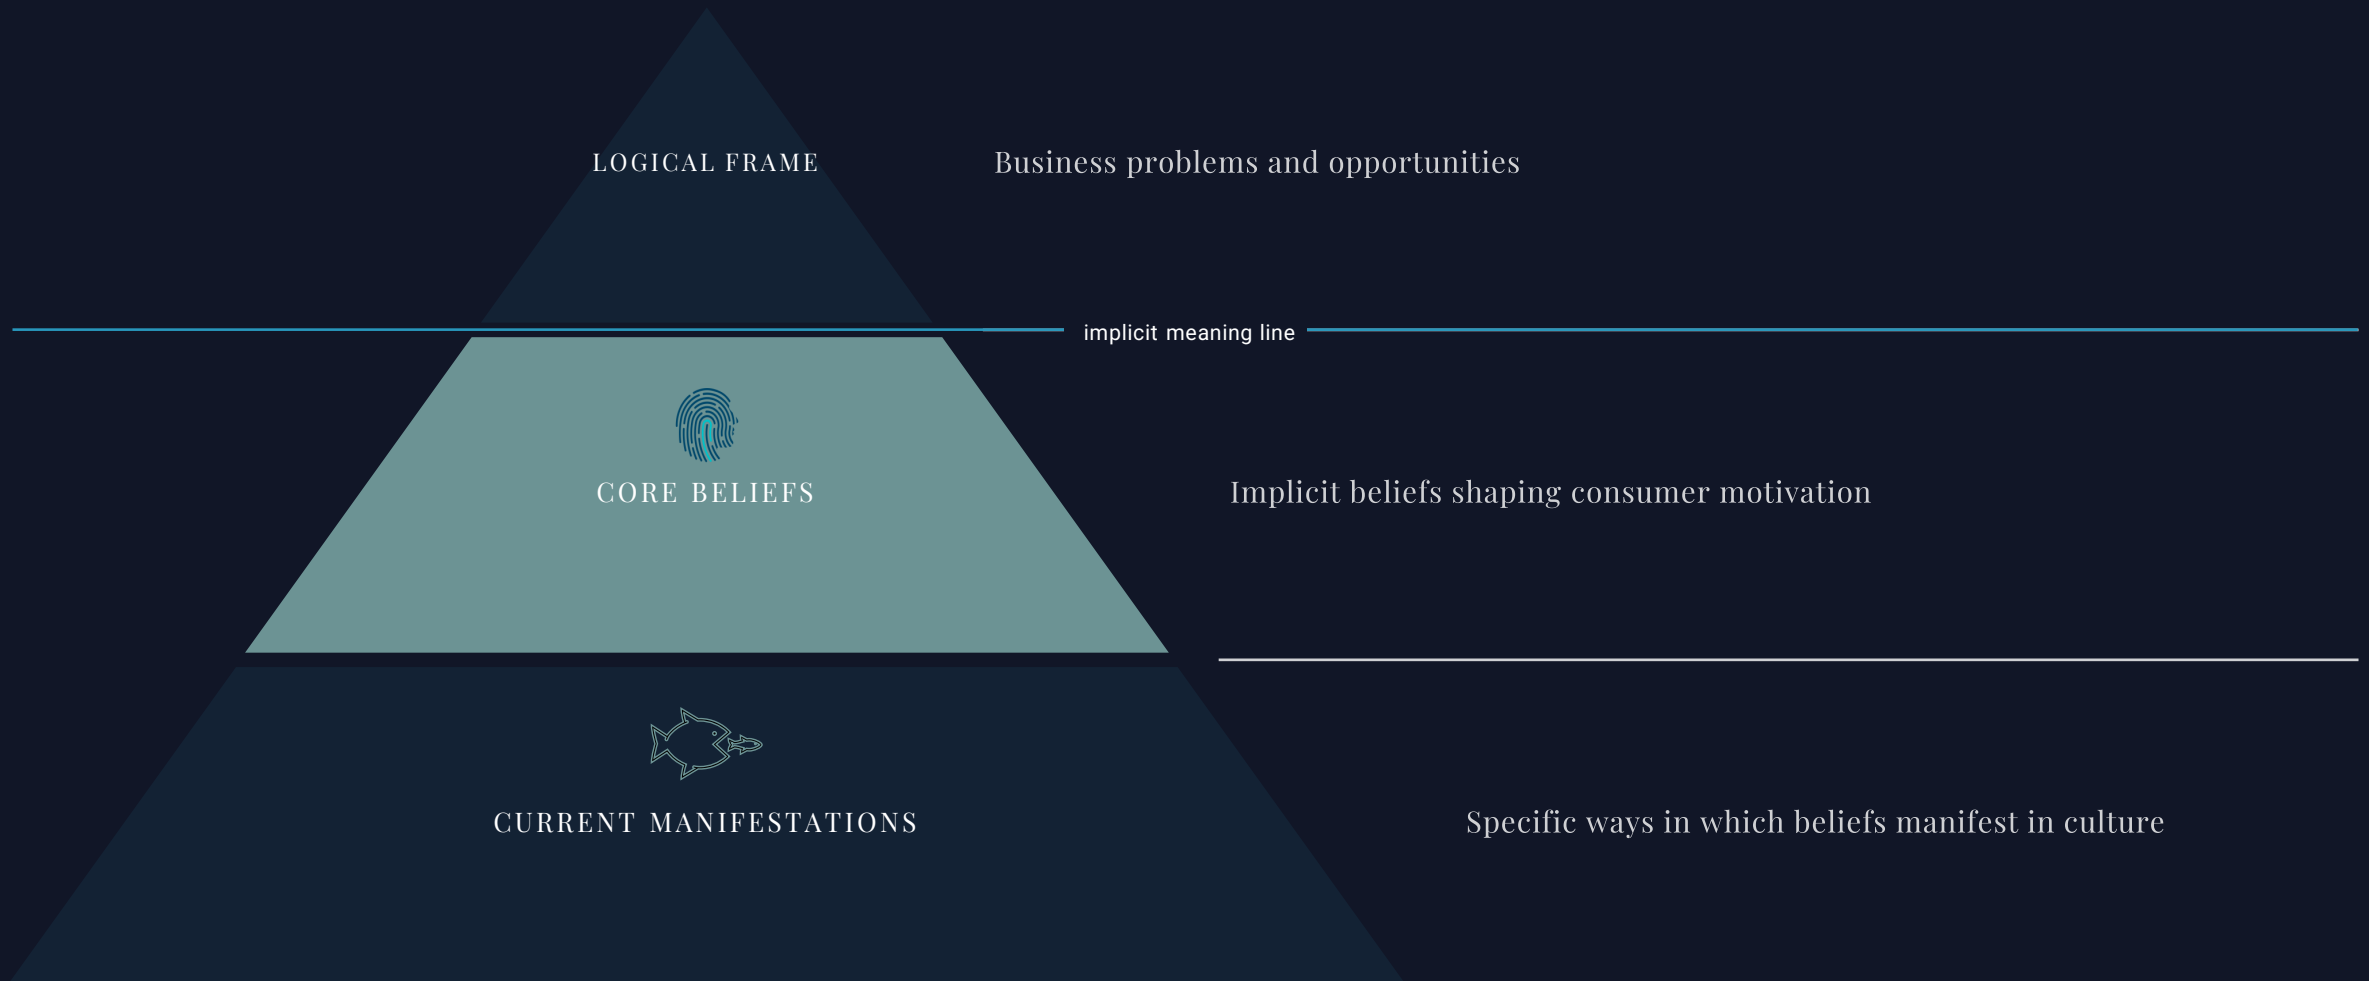 LOGICAL FRAME
Business problems and opportunities
implicit meaning line
CORE BELIEFS
Implicit beliefs shaping consumer motivation
CURRENT MANIFESTATIONS
Specific ways in which beliefs manifest in culture